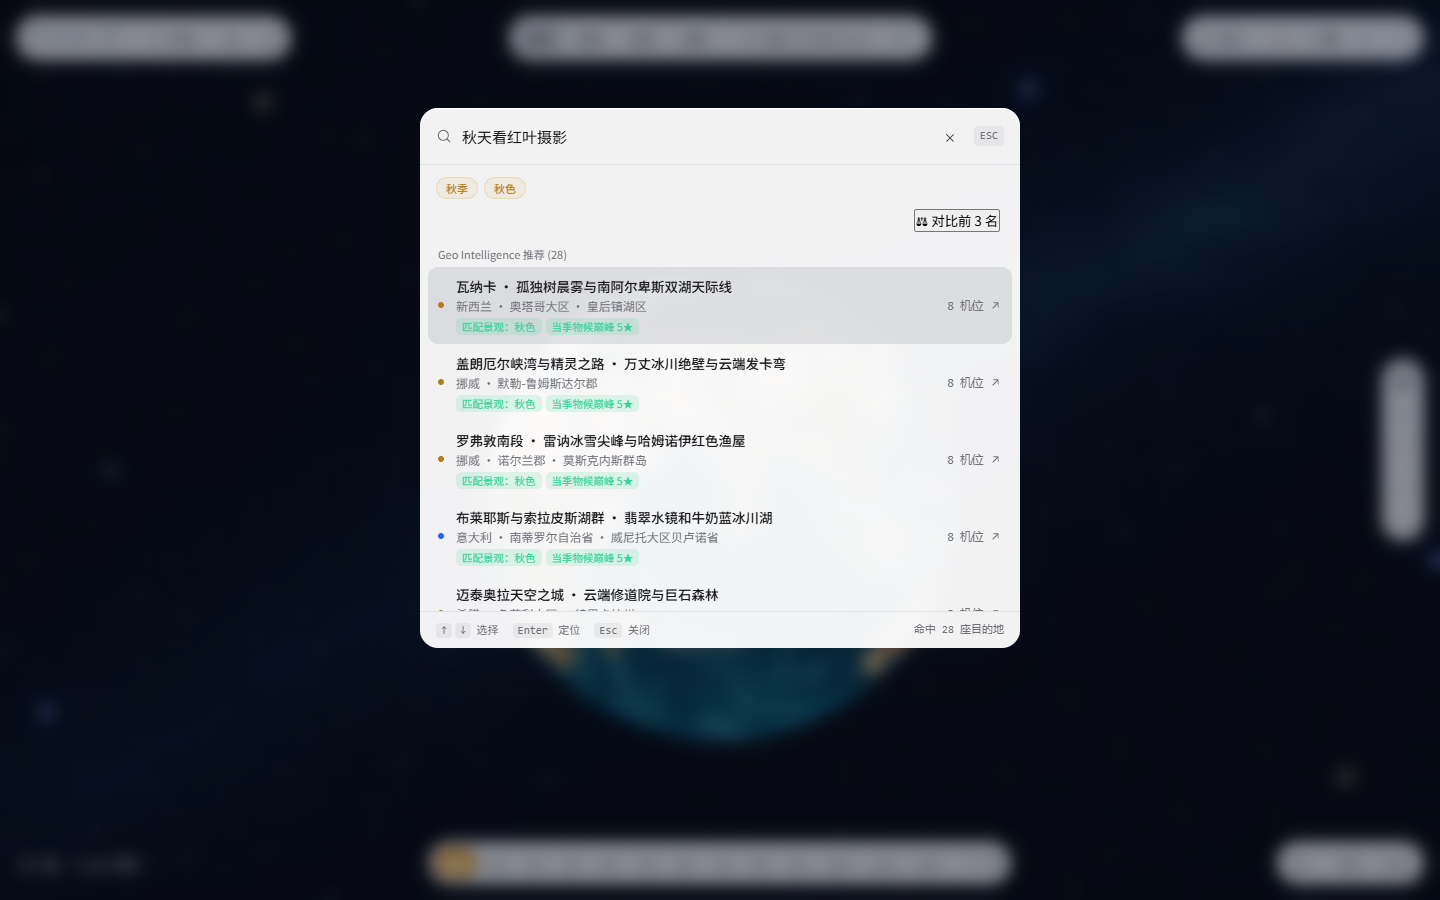 秋天看红叶摄影
× ESC
秋季 秋色
对比前 3 名
Geo Intelligence 推荐 (28)
瓦纳卡 · 孤独树晨雾与南阿尔卑斯双湖天际线
新西兰 · 奥塔哥大区 · 皇后镇湖区
8 机位 ↗
匹配景观：秋色 当季物候巅峰 5★
盖朗厄尔峡湾与精灵之路 · 万丈冰川绝壁与云端发卡弯
挪威 · 默勒-鲁姆斯达尔郡
8 机位 ↗
匹配景观：秋色 当季物候巅峰 5★
罗弗敦南段 · 雷讷冰雪尖峰与哈姆诺伊红色渔屋
挪威 · 诺尔兰郡 · 莫斯克内斯群岛
8 机位 ↗
匹配景观：秋色 当季物候巅峰 5★
布莱耶斯与索拉皮斯湖群 · 翡翠水镜和牛奶蓝冰川湖
意大利 · 南蒂罗尔自治省 · 威尼托大区贝卢诺省
8 机位 ↗
匹配景观：秋色 当季物候巅峰 5★
迈泰奥拉天空之城 · 云端修道院与巨石森林
↑ ↓ 选择 Enter 定位 Esc 关闭
命中 28 座目的地